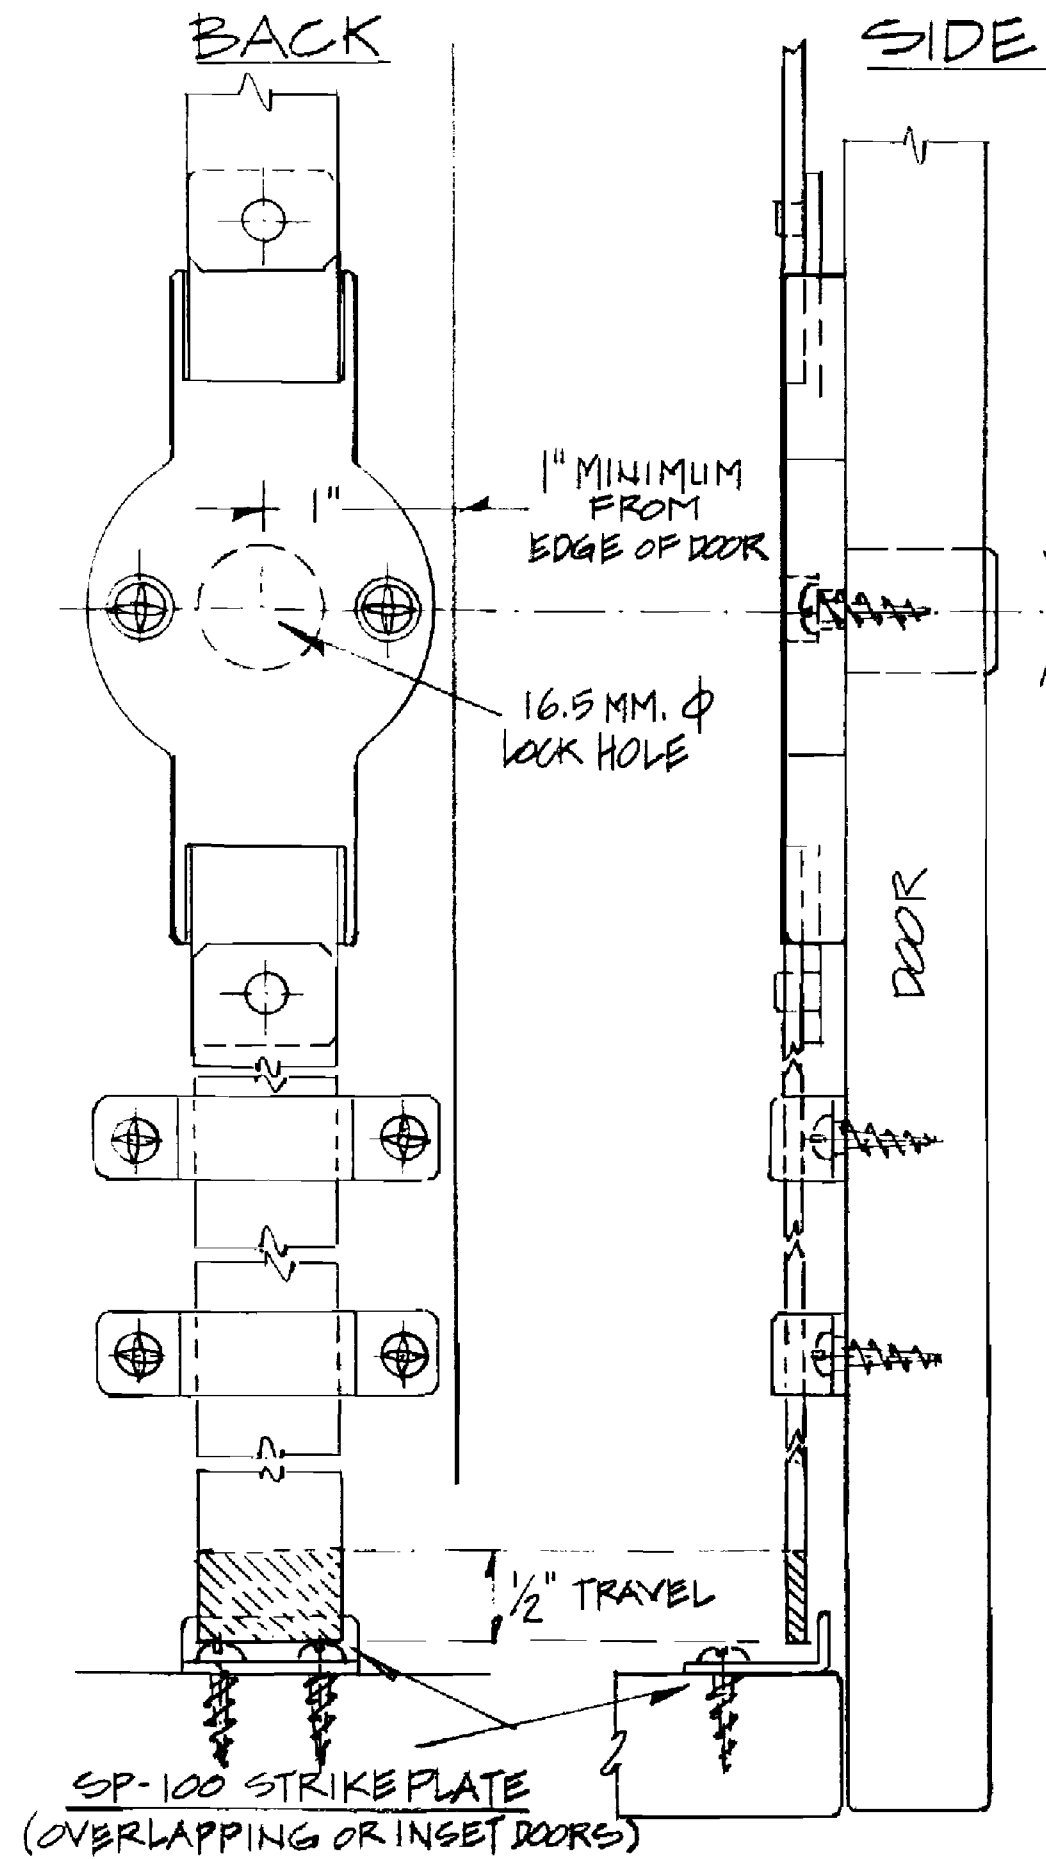 BACK
SIDE
1" MINIMUM
FROM
EDGE OF DOOR
1"
16.5 MM. Φ
LOCK HOLE
DOOR
1/2" TRAVEL
SP-100 STRIKE PLATE
(OVERLAPPING OR INSET DOORS)